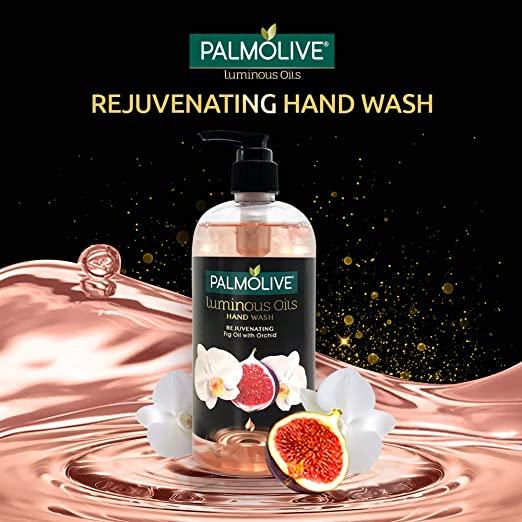 PALMOLIVE®
Luminous Oils
REJUVENATING HAND WASH
PALMOLIVE®
Luminous Oils
HAND WASH
REJUVENATING
Fig Oil with Orchid